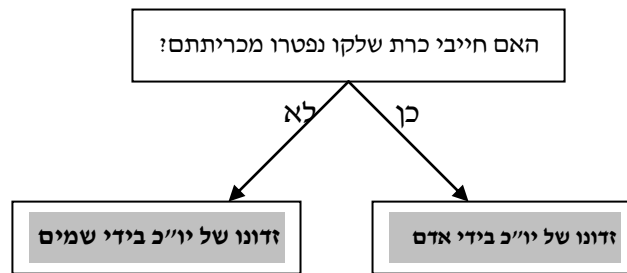 האם חייבי כרת שלקו נפטרו מכריתתם?
כן
לא
זדונו של יו"כ בידי אדם
זדונו של יו"כ בידי שמים